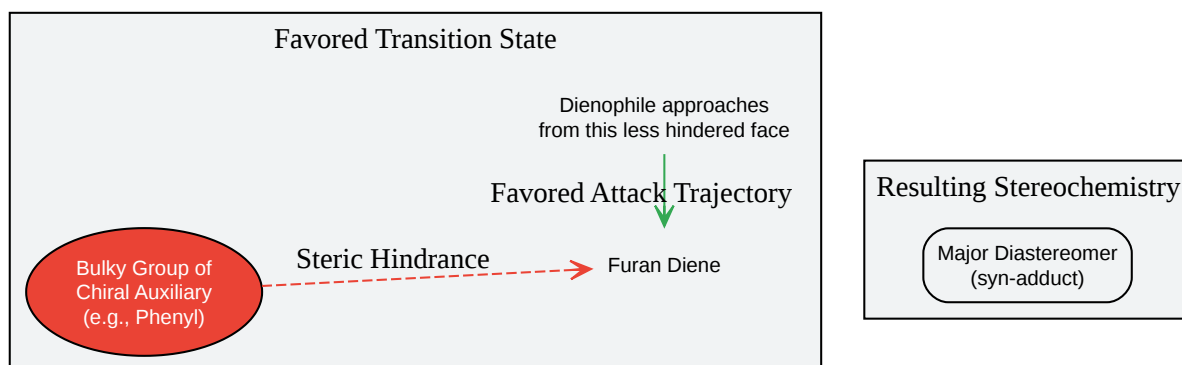 Favored Transition State
Dienophile approaches
from this less hindered face
Favored Attack Trajectory
Steric Hindrance
Furan Diene
Bulky Group of
Chiral Auxiliary
(e.g., Phenyl)
Resulting Stereochemistry
Major Diastereomer
(syn-adduct)